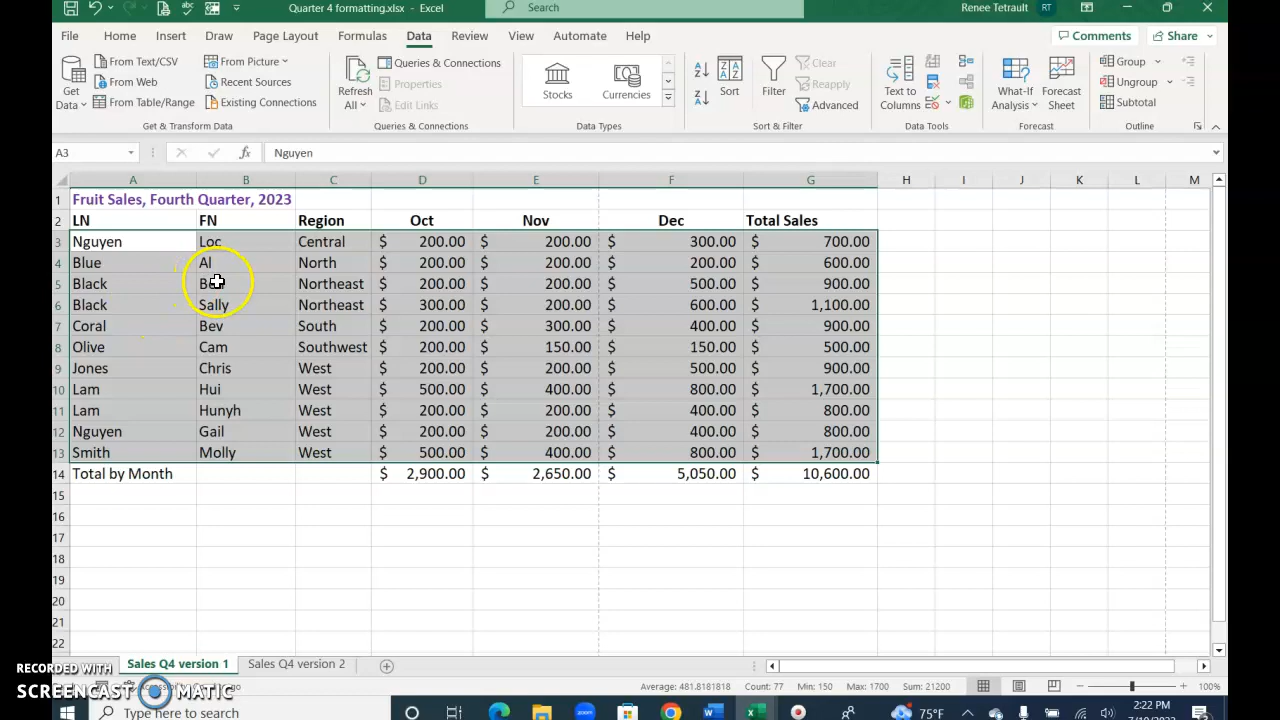 Quarter 4 formatting.xlsx - Excel
Search
Renee Tetrault RT
File Home Insert Draw Page Layout Formulas Data Review View Automate Help
Comments Share
Get Data
From Text/CSV
From Web
From Table/Range
From Picture
Recent Sources
Existing Connections
Get & Transform Data
Refresh All
Queries & Connections
Properties
Edit Links
Queries & Connections
Stocks
Currencies
Data Types
Sort
Filter
Clear
Reapply
Advanced
Sort & Filter
Text to Columns
Data Tools
What-If Analysis
Forecast Sheet
Forecast
Group
Ungroup
Subtotal
Outline
A3 fx Nguyen
A B C D E F G H I J K L M
1 Fruit Sales, Fourth Quarter, 2023
2 LN FN Region Oct Nov Dec Total Sales
3 Nguyen Loc Central $ 200.00 $ 200.00 $ 300.00 $ 700.00
4 Blue Al North $ 200.00 $ 200.00 $ 200.00 $ 600.00
5 Black Northeast $ 200.00 $ 200.00 $ 500.00 $ 900.00
6 Black Sally Northeast $ 300.00 $ 200.00 $ 600.00 $ 1,100.00
7 Coral Bev South $ 200.00 $ 300.00 $ 400.00 $ 900.00
8 Olive Cam Southwest $ 200.00 $ 150.00 $ 150.00 $ 500.00
9 Jones Chris West $ 200.00 $ 200.00 $ 500.00 $ 900.00
10 Lam Hui West $ 500.00 $ 400.00 $ 800.00 $ 1,700.00
11 Lam Hunyh West $ 200.00 $ 200.00 $ 400.00 $ 800.00
12 Nguyen Gail West $ 200.00 $ 200.00 $ 400.00 $ 800.00
13 Smith Molly West $ 500.00 $ 400.00 $ 800.00 $ 1,700.00
14 Total by Month $ 2,900.00 $ 2,650.00 $ 5,050.00 $ 10,600.00
15
16
17
18
19
20
21
22
Sales Q4 version 1 Sales Q4 version 2
RECORDED WITH
SCREENCAST MATIC
Average: 481.8181818 Count: 77 Min: 150 Max: 1700 Sum: 21200 100%
Type here to search
zoom
75°F
2:22 PM